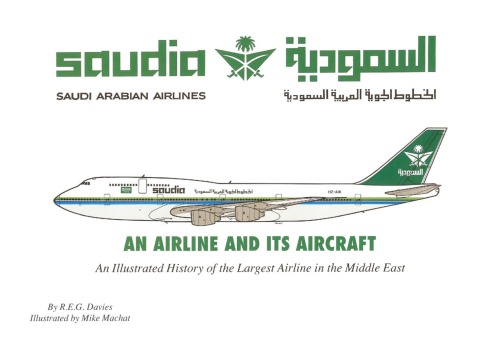 saudia السعودية
SAUDI ARABIAN AIRLINES الخطوط الجوية العربية السعودية
saudia الخطوط الجوية العربية السعودية
AN AIRLINE AND ITS AIRCRAFT
An Illustrated History of the Largest Airline in the Middle East
By R.E.G. Davies
Illustrated by Mike Machat